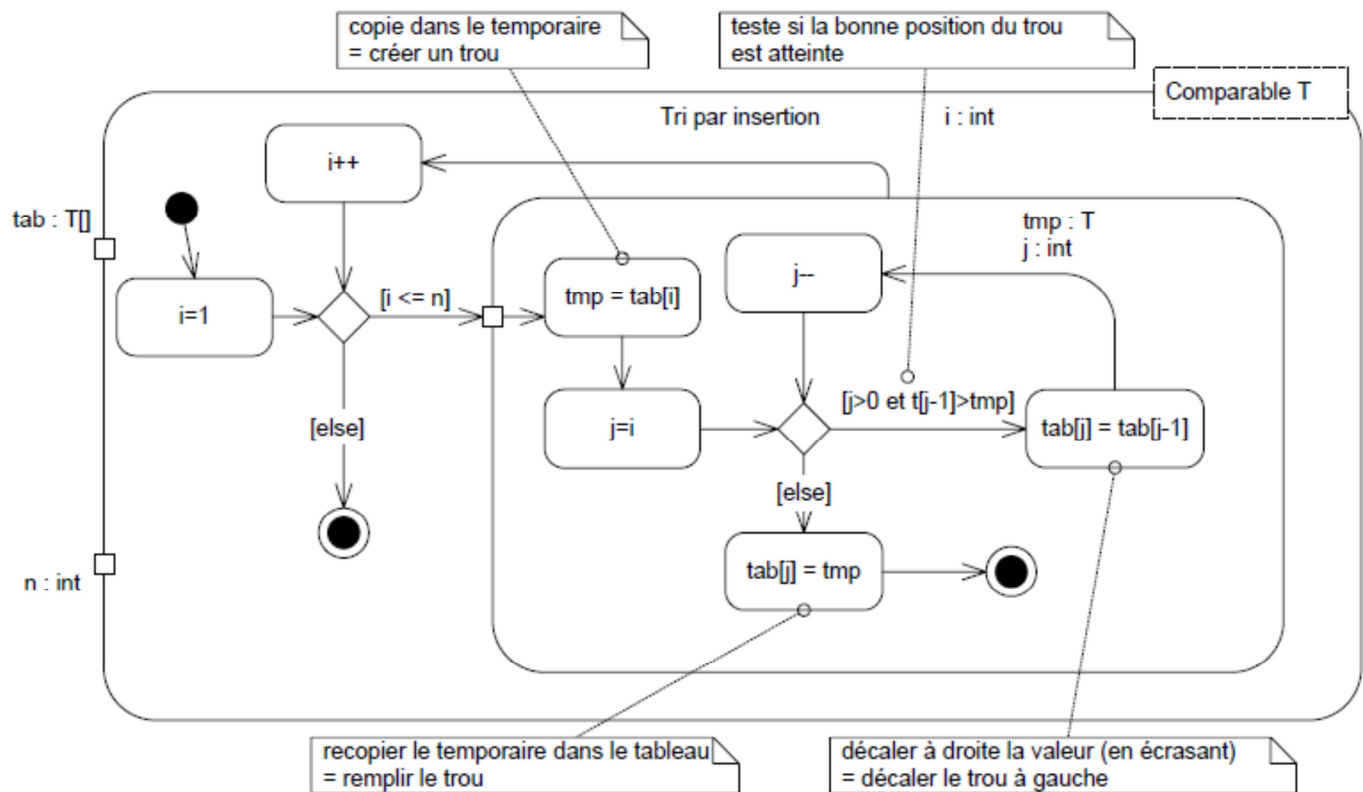 copie dans le temporaire
= créer un trou
teste si la bonne position du trou
est atteinte
Comparable T
Tri par insertion
i : int
i++
tab : T[]
tmp : T
j : int
j--
i=1
[i <= n]
tmp = tab[i]
[j>0 et t[j-1]>tmp]
[else]
j=i
tab[j] = tab[j-1]
[else]
n : int
tab[j] = tmp
recopier le temporaire dans le tableau
= remplir le trou
décaler à droite la valeur (en écrasant)
= décaler le trou à gauche